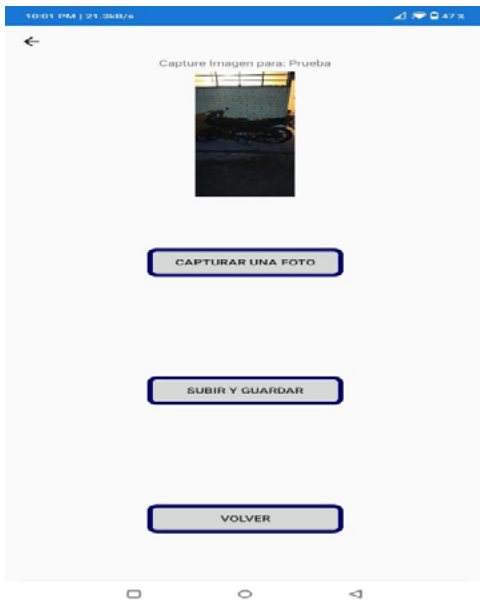 10:01 PM | 21.3kB/s
47 %
Capture Imagen para: Prueba
CAPTURAR UNA FOTO
SUBIR Y GUARDAR
VOLVER